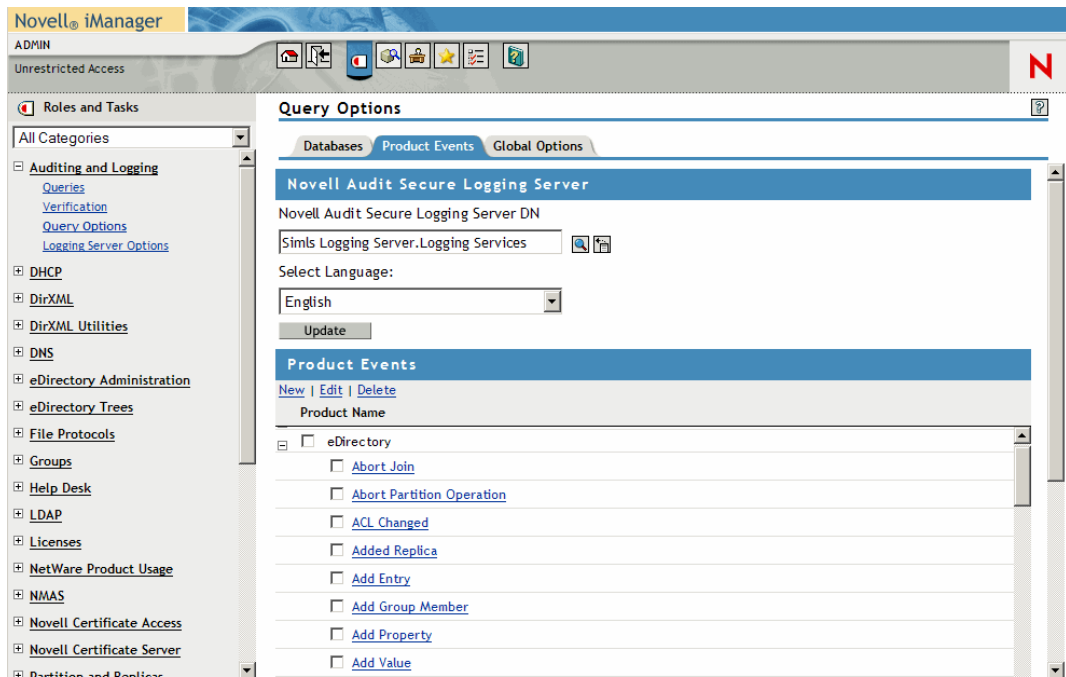 Novell® iManager
ADMIN
Unrestricted Access
N
Roles and Tasks
All Categories
Auditing and Logging
Queries
Verification
Query Options
Logging Server Options
DHCP
DirXML
DirXML Utilities
DNS
eDirectory Administration
eDirectory Trees
File Protocols
Groups
Help Desk
LDAP
Licenses
NetWare Product Usage
NMAS
Novell Certificate Access
Novell Certificate Server
Partition and Replicas
Query Options
?
Databases Product Events Global Options
Novell Audit Secure Logging Server
Novell Audit Secure Logging Server DN
Simls Logging Server.Logging Services
Select Language:
English
Update
Product Events
New | Edit | Delete
Product Name
eDirectory
Abort Join
Abort Partition Operation
ACL Changed
Added Replica
Add Entry
Add Group Member
Add Property
Add Value